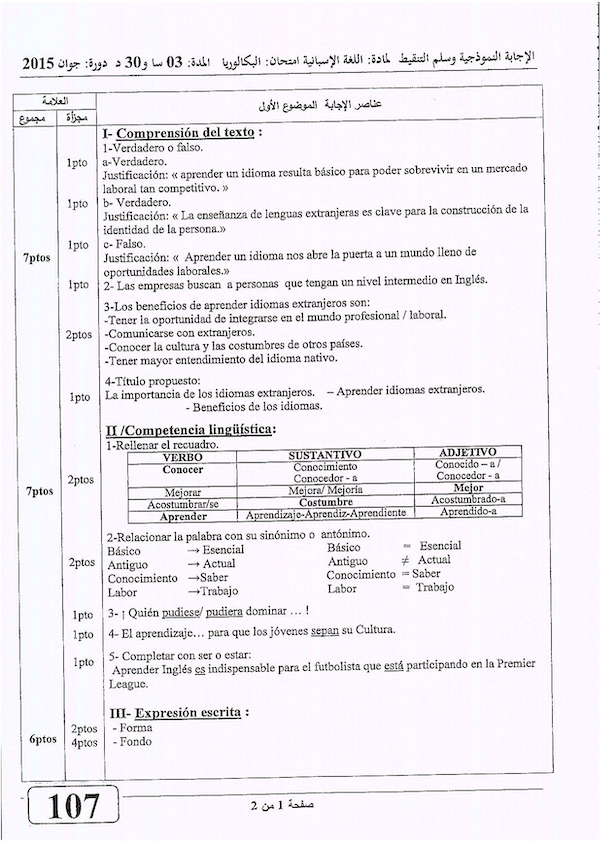 الإجابة النموذجية وسلم التنقيط لمادة: اللغة الإسبانية امتحان: البكالوريا المدة: 03 سا و30 د دورة: جوان 2015
العلامة
عناصر الإجابة الموضوع الأول
مجموع مجزأة
I- Comprensión del texto :
1-Verdadero o falso.
1pto a-Verdadero.
Justificación: « aprender un idioma resulta básico para poder sobrevivir en un mercado
laboral tan competitivo. »
1pto b- Verdadero.
Justificación: « La enseñanza de lenguas extranjeras es clave para la construcción de la
identidad de la persona.»
1pto c- Falso.
7ptos Justificación: « Aprender un idioma nos abre la puerta a un mundo lleno de
oportunidades laborales.»
1pto 2- Las empresas buscan a personas que tengan un nivel intermedio en Inglés.
3-Los beneficios de aprender idiomas extranjeros son:
-Tener la oportunidad de integrarse en el mundo profesional / laboral.
2ptos -Comunicarse con extranjeros.
-Conocer la cultura y las costumbres de otros países.
-Tener mayor entendimiento del idioma nativo.
4-Título propuesto:
1pto La importancia de los idiomas extranjeros. – Aprender idiomas extranjeros.
- Beneficios de los idiomas.
II /Competencia lingüística:
1-Rellenar el recuadro.
VERBO SUSTANTIVO ADJETIVO
Conocer Conocimiento Conocido – a /
2ptos Conocedor - a Conocedor - a
7ptos Mejorar Mejora/ Mejoría Mejor
Acostumbrar/se Costumbre Acostumbrado-a
Aprender Aprendizaje-Aprendiz-Aprendiente Aprendido-a
2-Relacionar la palabra con su sinónimo o antónimo.
Básico → Esencial Básico = Esencial
2ptos Antiguo → Actual Antiguo ≠ Actual
Conocimiento →Saber Conocimiento = Saber
Labor →Trabajo Labor = Trabajo
1pto 3- ¡ Quién pudiese/ pudiera dominar … !
1pto 4- El aprendizaje… para que los jóvenes sepan su Cultura.
1pto 5- Completar con ser o estar:
Aprender Inglés es indispensable para el futbolista que está participando en la Premier
League.
III- Expresión escrita :
2ptos - Forma
6ptos 4ptos - Fondo
107
صفحة 1 من 2